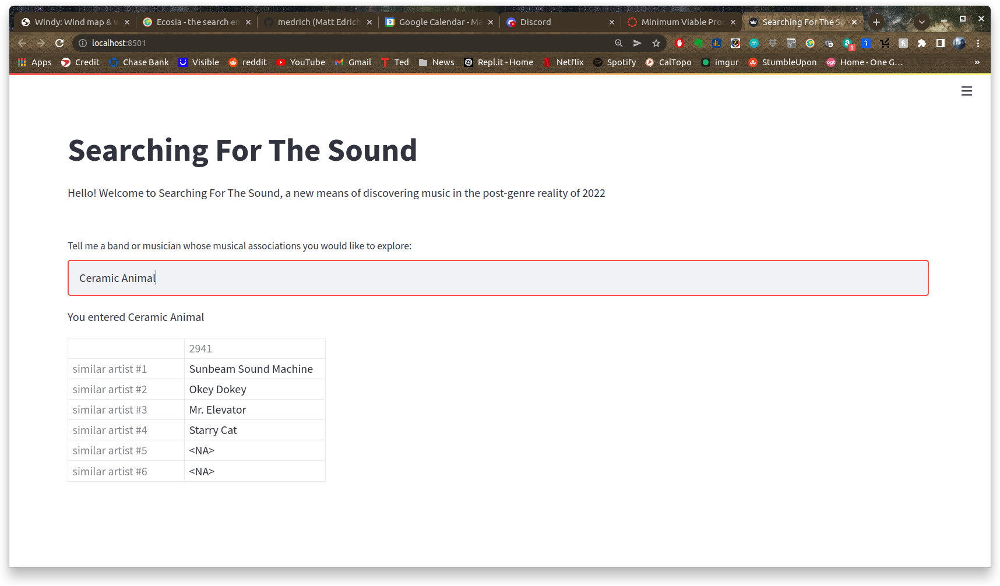 Windy: Wind map & w
Ecosia - the search en
medrich (Matt Edrich
Google Calendar - Ma
Discord
Minimum Viable Proc
Searching For The So
localhost:8501
1
Apps
Credit
Chase Bank
Visible
reddit
YouTube
Gmail
Ted
News
Repl.it - Home
Netflix
Spotify
CalTopo
imgur
StumbleUpon
Home - One G...
»
Searching For The Sound
Hello! Welcome to Searching For The Sound, a new means of discovering music in the post-genre reality of 2022
Tell me a band or musician whose musical associations you would like to explore:
Ceramic Animal
You entered Ceramic Animal
2941
similar artist #1 Sunbeam Sound Machine
similar artist #2 Okey Dokey
similar artist #3 Mr. Elevator
similar artist #4 Starry Cat
similar artist #5 <NA>
similar artist #6 <NA>